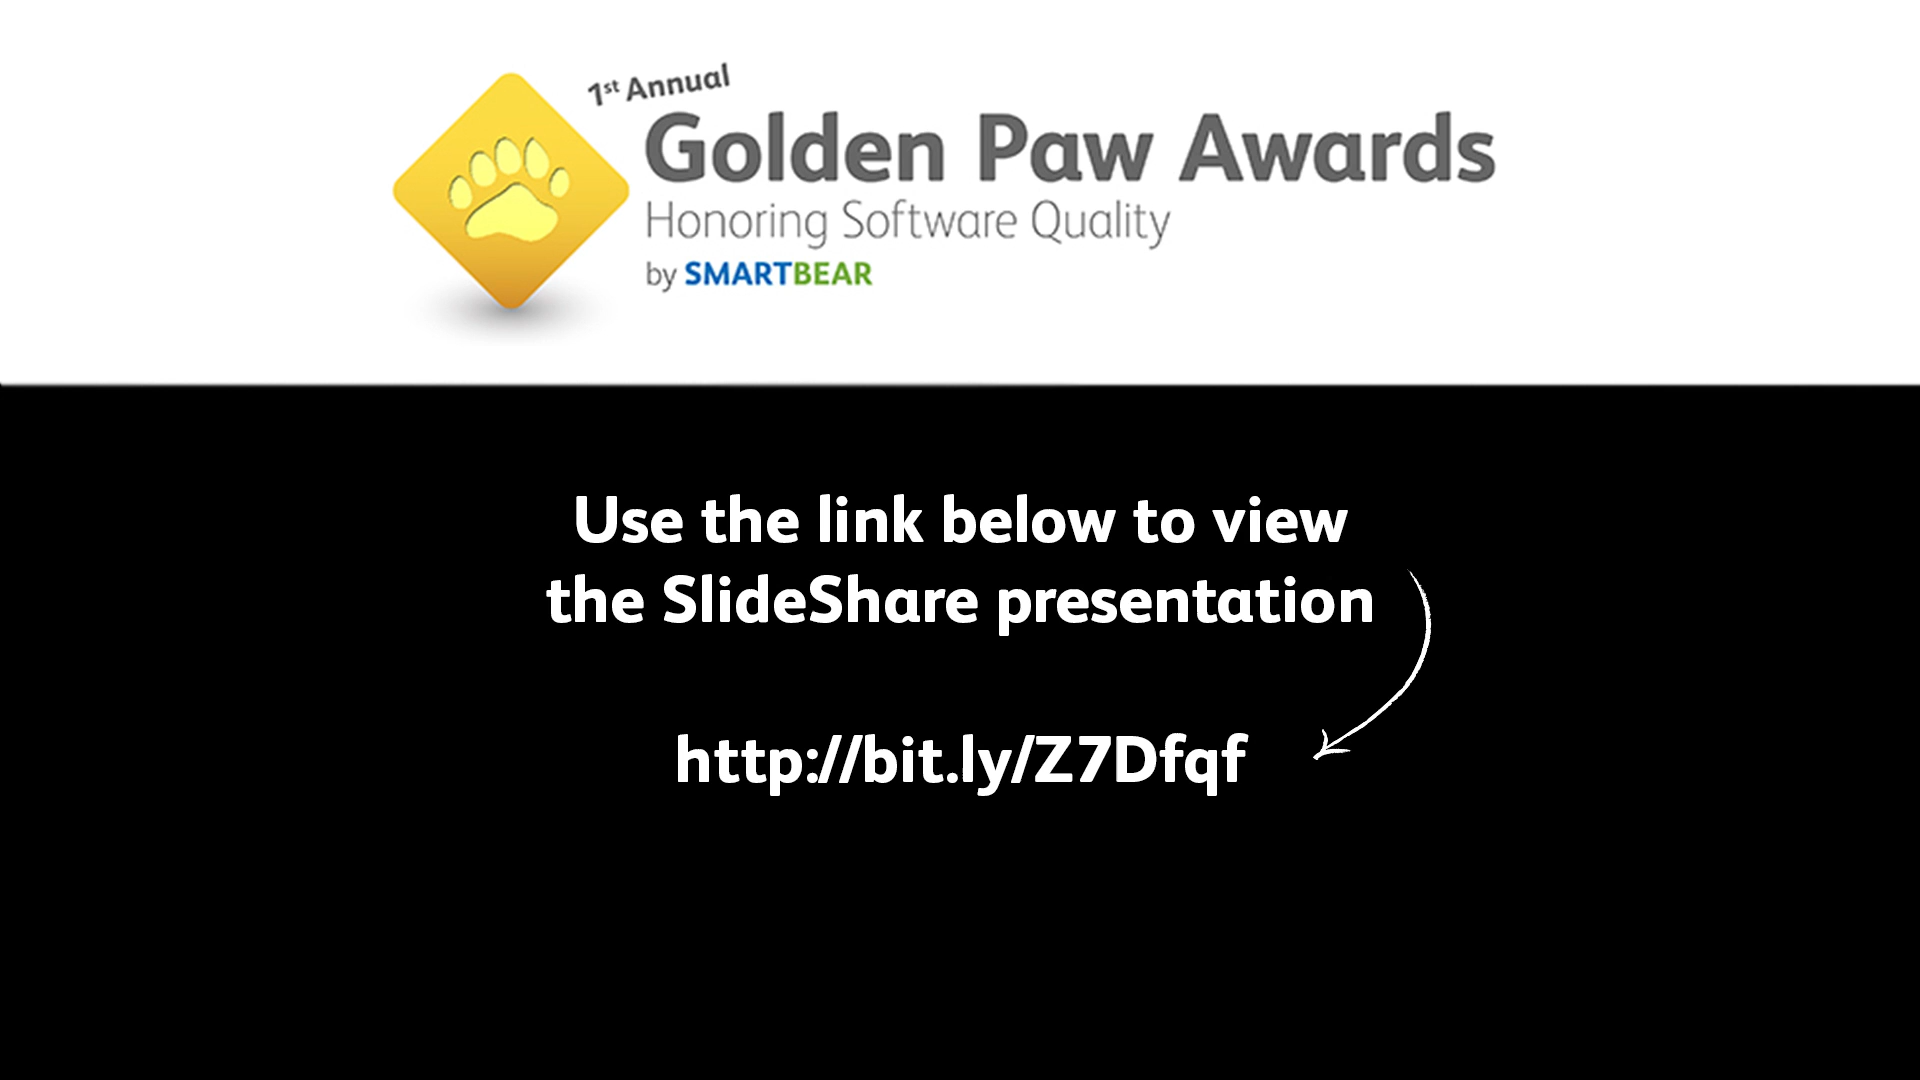 1st Annual
Golden Paw Awards
Honoring Software Quality
by SMARTBEAR
Use the link below to view
the SlideShare presentation
http://bit.ly/Z7Dfqf